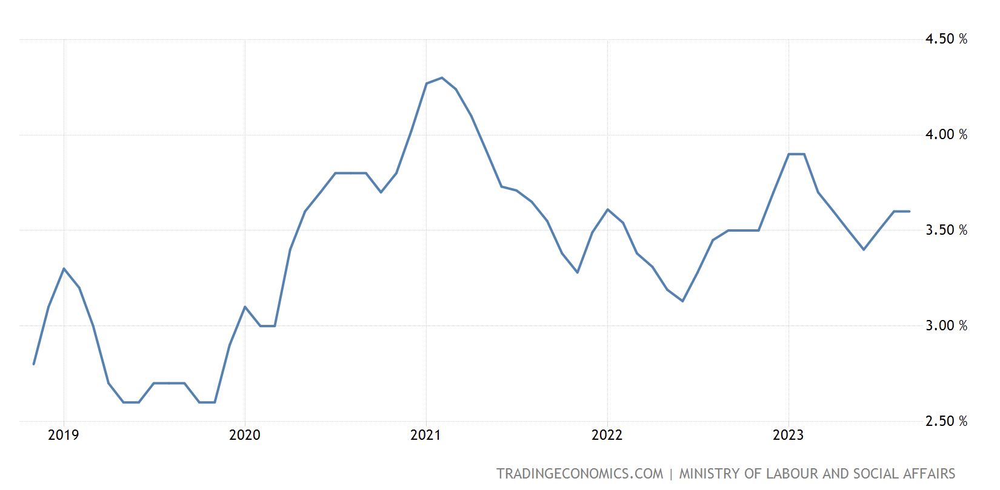 4.50 %
4.00 %
3.50 %
3.00 %
2.50 %
2019 2020 2021 2022 2023
TRADINGECONOMICS.COM | MINISTRY OF LABOUR AND SOCIAL AFFAIRS